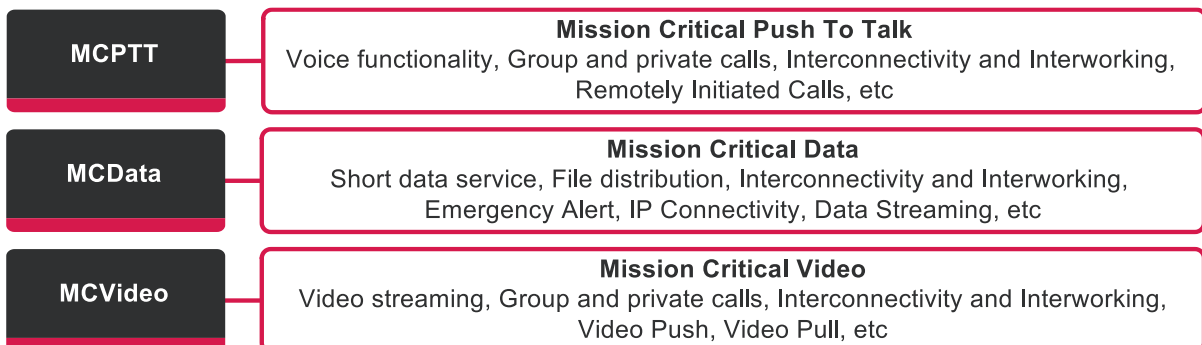 MCPTT
Mission Critical Push To Talk
Voice functionality, Group and private calls, Interconnectivity and Interworking,
Remotely Initiated Calls, etc
MCData
Mission Critical Data
Short data service, File distribution, Interconnectivity and Interworking,
Emergency Alert, IP Connectivity, Data Streaming, etc
MCVideo
Mission Critical Video
Video streaming, Group and private calls, Interconnectivity and Interworking,
Video Push, Video Pull, etc